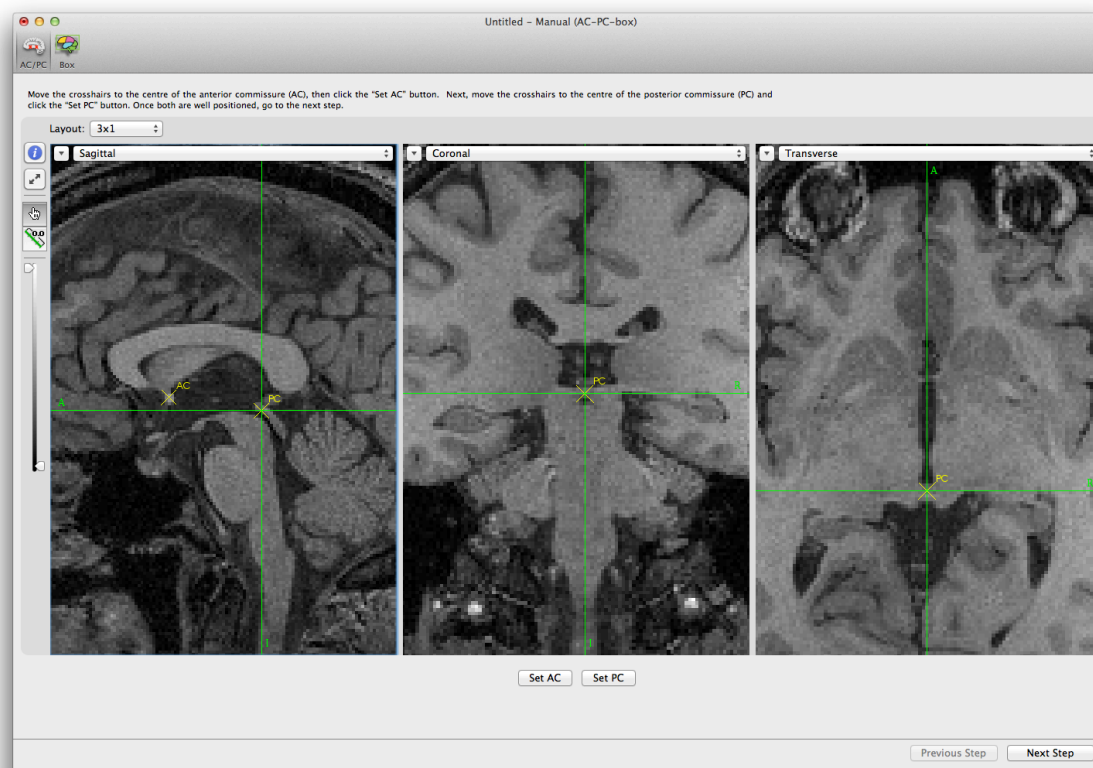 Untitled – Manual (AC-PC-box)
AC/PC
Box
Move the crosshairs to the centre of the anterior commissure (AC), then click the “Set AC” button. Next, move the crosshairs to the centre of the posterior commissure (PC) and
click the “Set PC” button. Once both are well positioned, go to the next step.
Layout: 3x1
Sagittal
Coronal
Transverse
A
AC
PC
PC
A
PC
I
I
Set AC
Set PC
Previous Step
Next Step